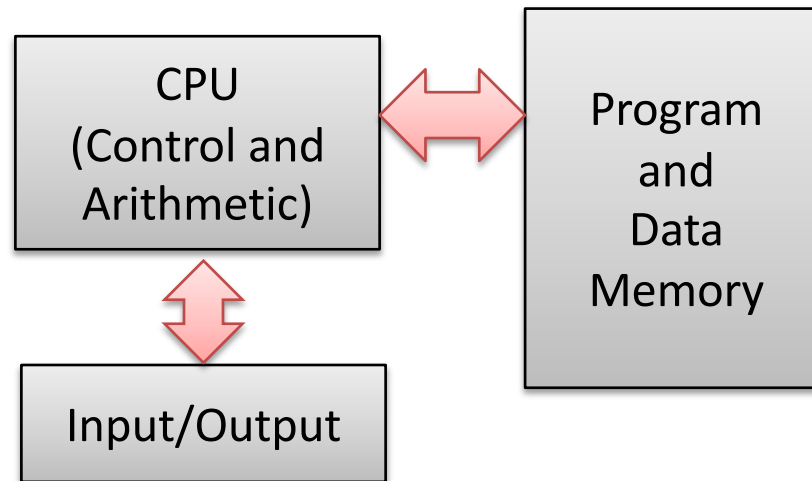 CPU
(Control and
Arithmetic)
Program
and
Data
Memory
Input/Output